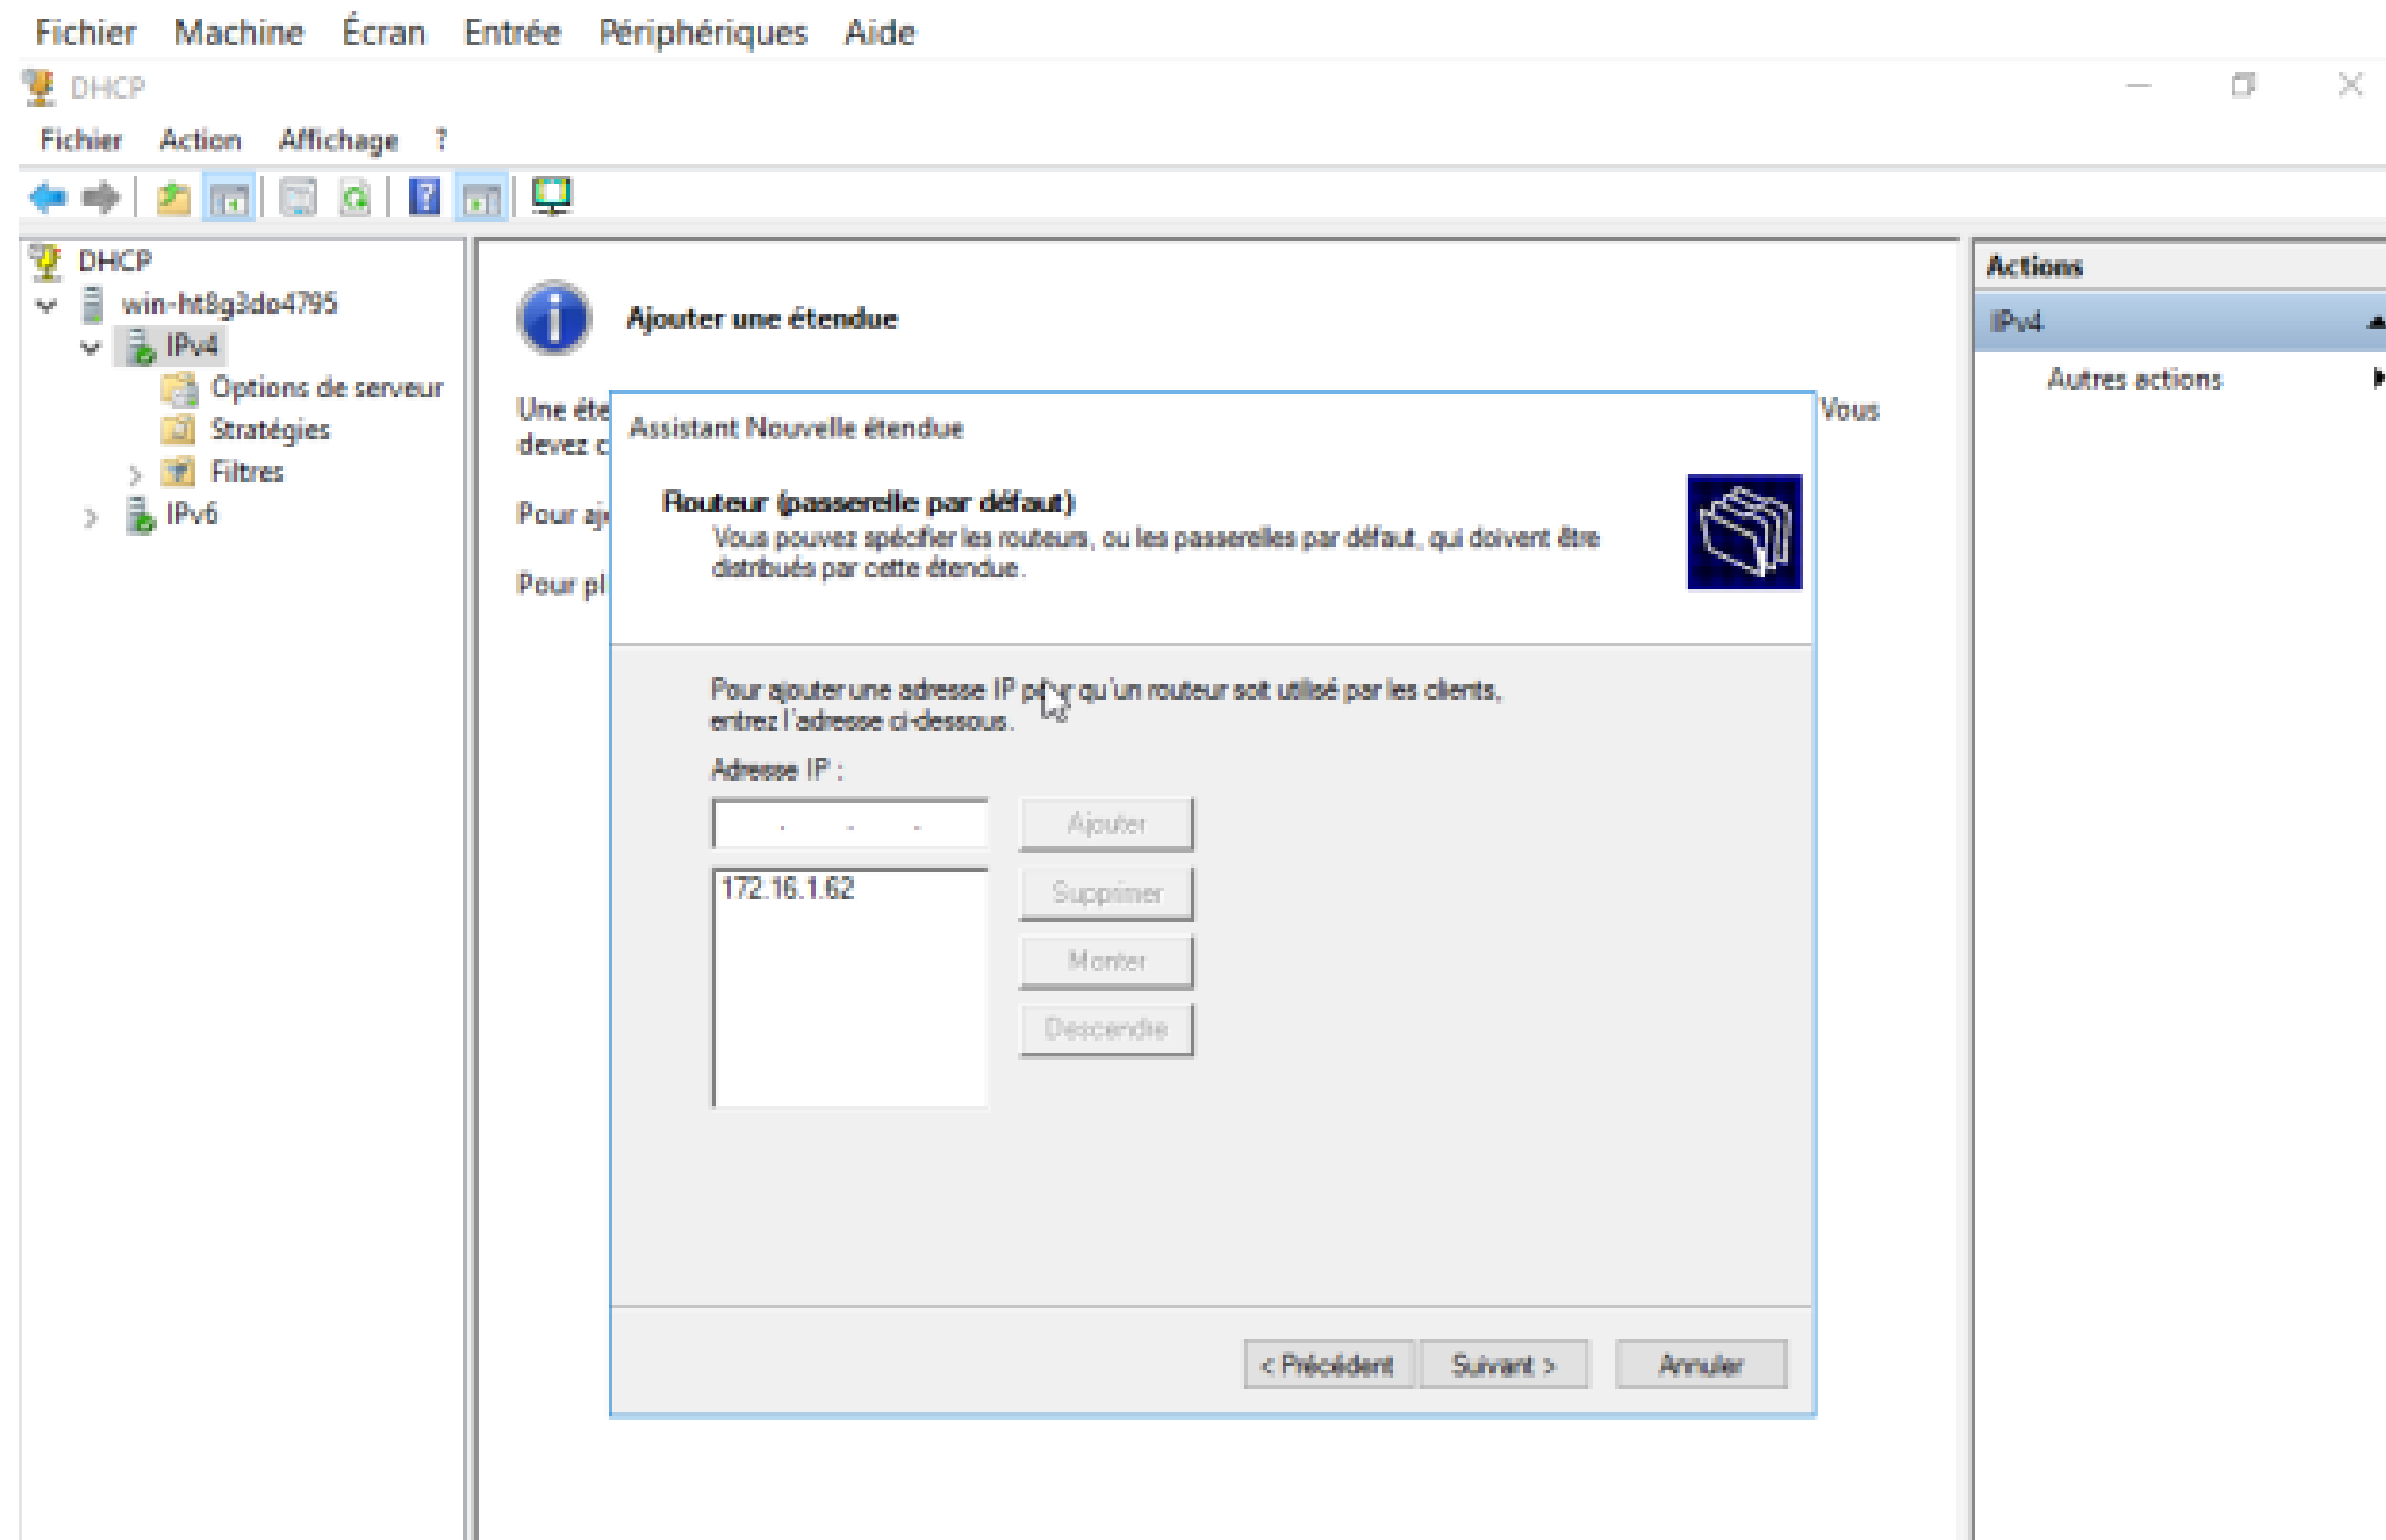 Fichier Machine Écran Entrée Périphériques Aide
DHCP
Fichier Action Affichage ?
DHCP
win-ht8g3do4795
IPv4
Options de serveur
Stratégies
Filtres
IPv6
Ajouter une étendue
Une éte
Vous
devez c
Pour aj
Pour pl
Assistant Nouvelle étendue
Routeur (passerelle par défaut)
Vous pouvez spécifier les routeurs, ou les passerelles par défaut, qui doivent être
distribués par cette étendue.
Pour ajouter une adresse IP pour qu'un routeur soit utilisé par les clients,
entrez l'adresse ci-dessous.
Adresse IP :
. . .
Ajouter
172.16.1.62
Supprimer
Monter
Descendre
< Précédent Suivant > Annuler
Actions
IPv4
Autres actions